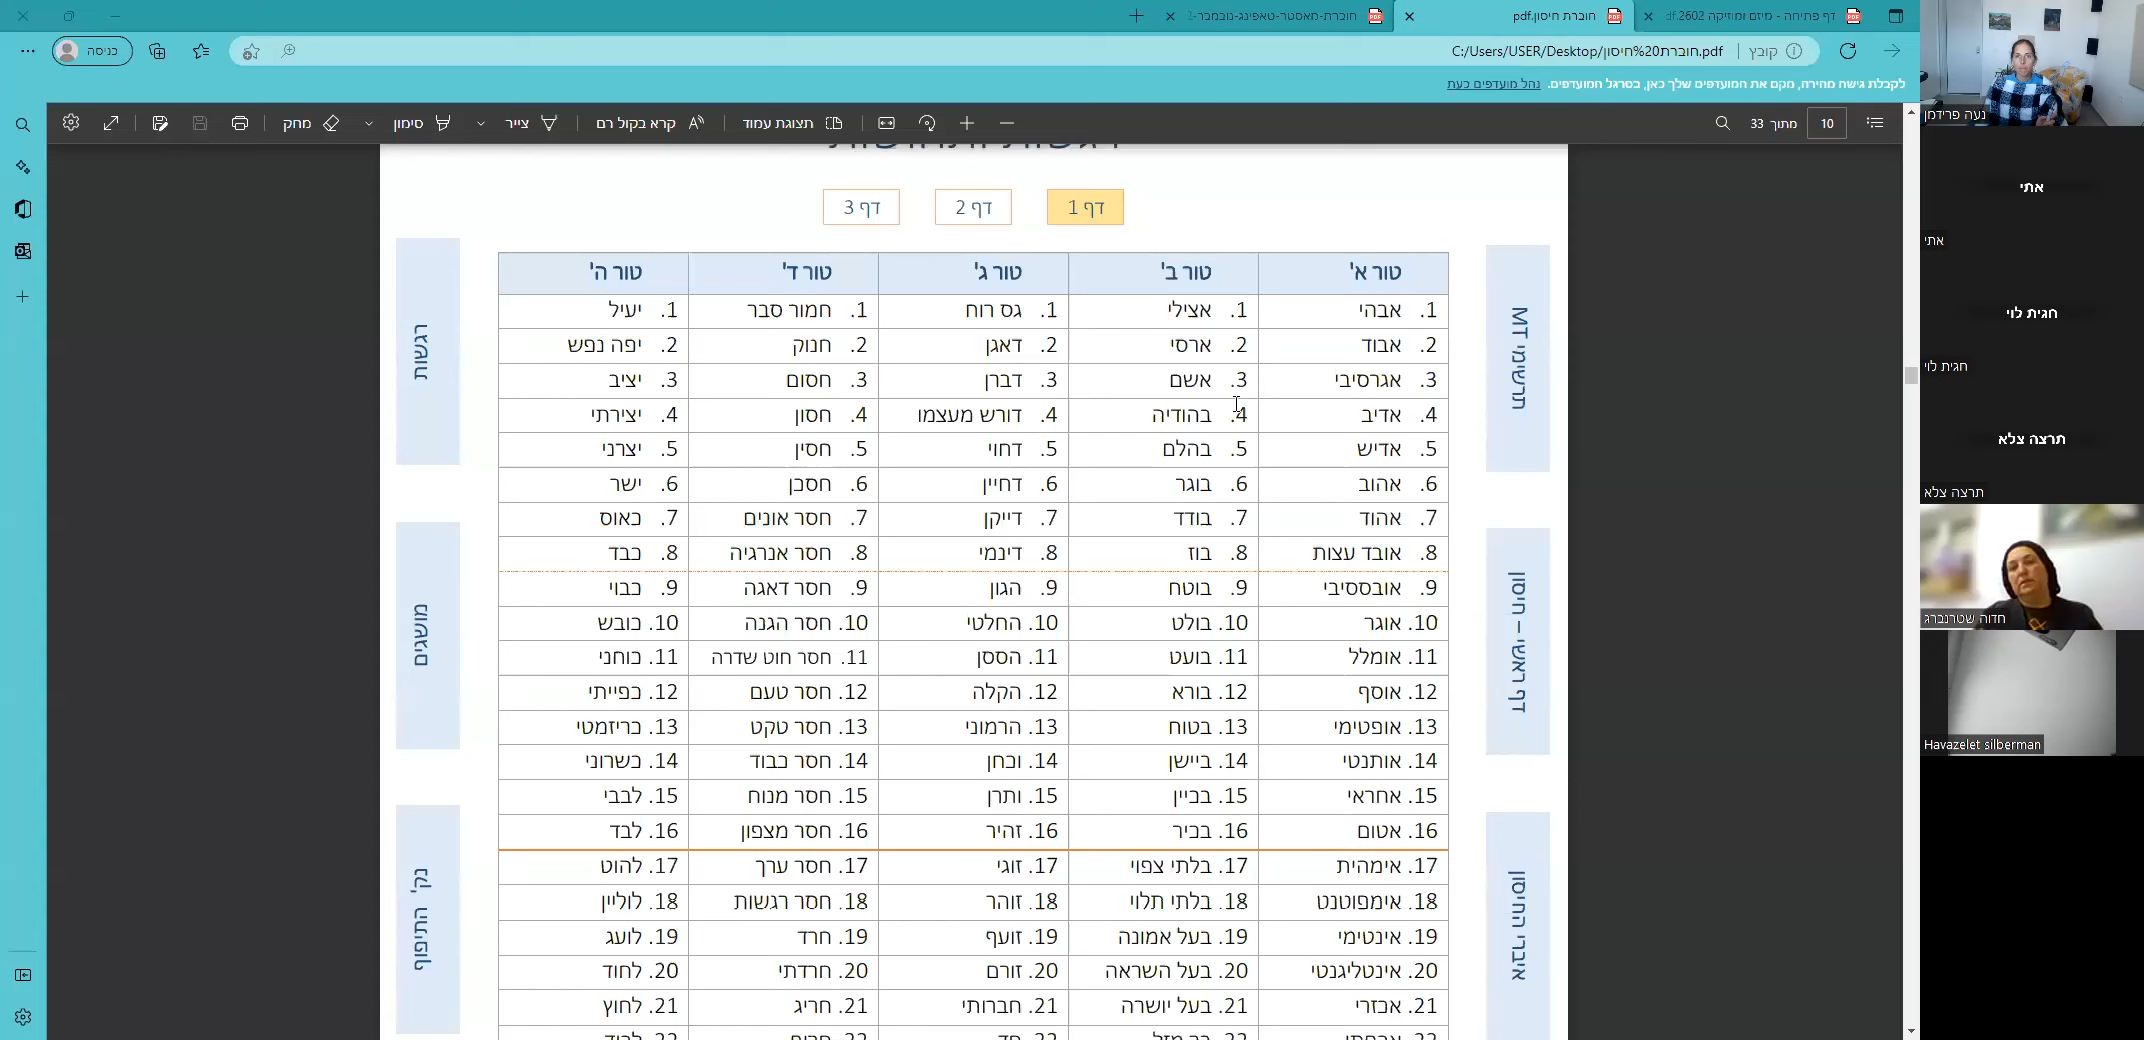 חוברת-מאסטר-טאפינג-נובמבר-2
חוברת חיסון.pdf
דף פתיחה - מיזם ומוזיקה 2602.pdf
כניסה
קובץ
C:/Users/USER/Desktop/חוברת%20חיסון.pdf
לקבלת גישה מהירה, מקם את המועדפים שלך כאן, בסרגל המועדפים. נהל מועדפים כעת
מחק
סימון
צייר
קרא בקול רם
תצוגת עמוד
10 מתוך 33
דף 1 דף 2 דף 3
טור א' טור ב' טור ג' טור ד' טור ה'
1. אבהי 1. אצילי 1. גס רוח 1. חמור סבר 1. יעיל
2. אבוד 2. ארסי 2. דאגן 2. חנוק 2. יפה נפש
3. אגרסיבי 3. אשם 3. דברן 3. חסום 3. יציב
4. אדיב 4. בהודיה 4. דורש מעצמו 4. חסון 4. יצירתי
5. אדיש 5. בהלם 5. דחוי 5. חסין 5. יצרני
6. אהוב 6. בוגר 6. דחיין 6. חסכן 6. ישר
7. אהוד 7. בודד 7. דייקן 7. חסר אונים 7. כאוס
8. אובד עצות 8. בוז 8. דינמי 8. חסר אנרגיה 8. כבד
9. אובססיבי 9. בוטח 9. הגון 9. חסר דאגה 9. כבוי
10. אוגר 10. בולט 10. החלטי 10. חסר הגנה 10. כובש
11. אומלל 11. בועט 11. הססן 11. חסר חוט שדרה 11. כוחני
12. אוסף 12. בורא 12. הקלה 12. חסר טעם 12. כפייתי
13. אופטימי 13. בטוח 13. הרמוני 13. חסר טקט 13. כריזמטי
14. אותנטי 14. ביישן 14. וכחן 14. חסר כבוד 14. כשרוני
15. אחראי 15. בכיין 15. ותרן 15. חסר מנוח 15. לבבי
16. אטום 16. בכיר 16. זהיר 16. חסר מצפון 16. לבד
17. אימהית 17. בלתי צפוי 17. זוגי 17. חסר ערך 17. להוט
18. אימפוטנט 18. בלתי תלוי 18. זוהר 18. חסר רגשות 18. לוליין
19. אינטימי 19. בעל אמונה 19. זועף 19. חרד 19. לועג
20. אינטליגנטי 20. בעל השראה 20. זורם 20. חרדתי 20. לחוד
21. אכזרי 21. בעל יושרה 21. חברותי 21. חריג 21. לחוץ
תרשימי MT
דף ראשי – חיסון
איברי החיסון
רגשות
מושגים
נק' התיפוף
נעה פרידמן
אתי
אתי
חגית לוי
חגית לוי
תרצה צלא
תרצה צלא
חדוה שטרנברג
Havazelet silberman